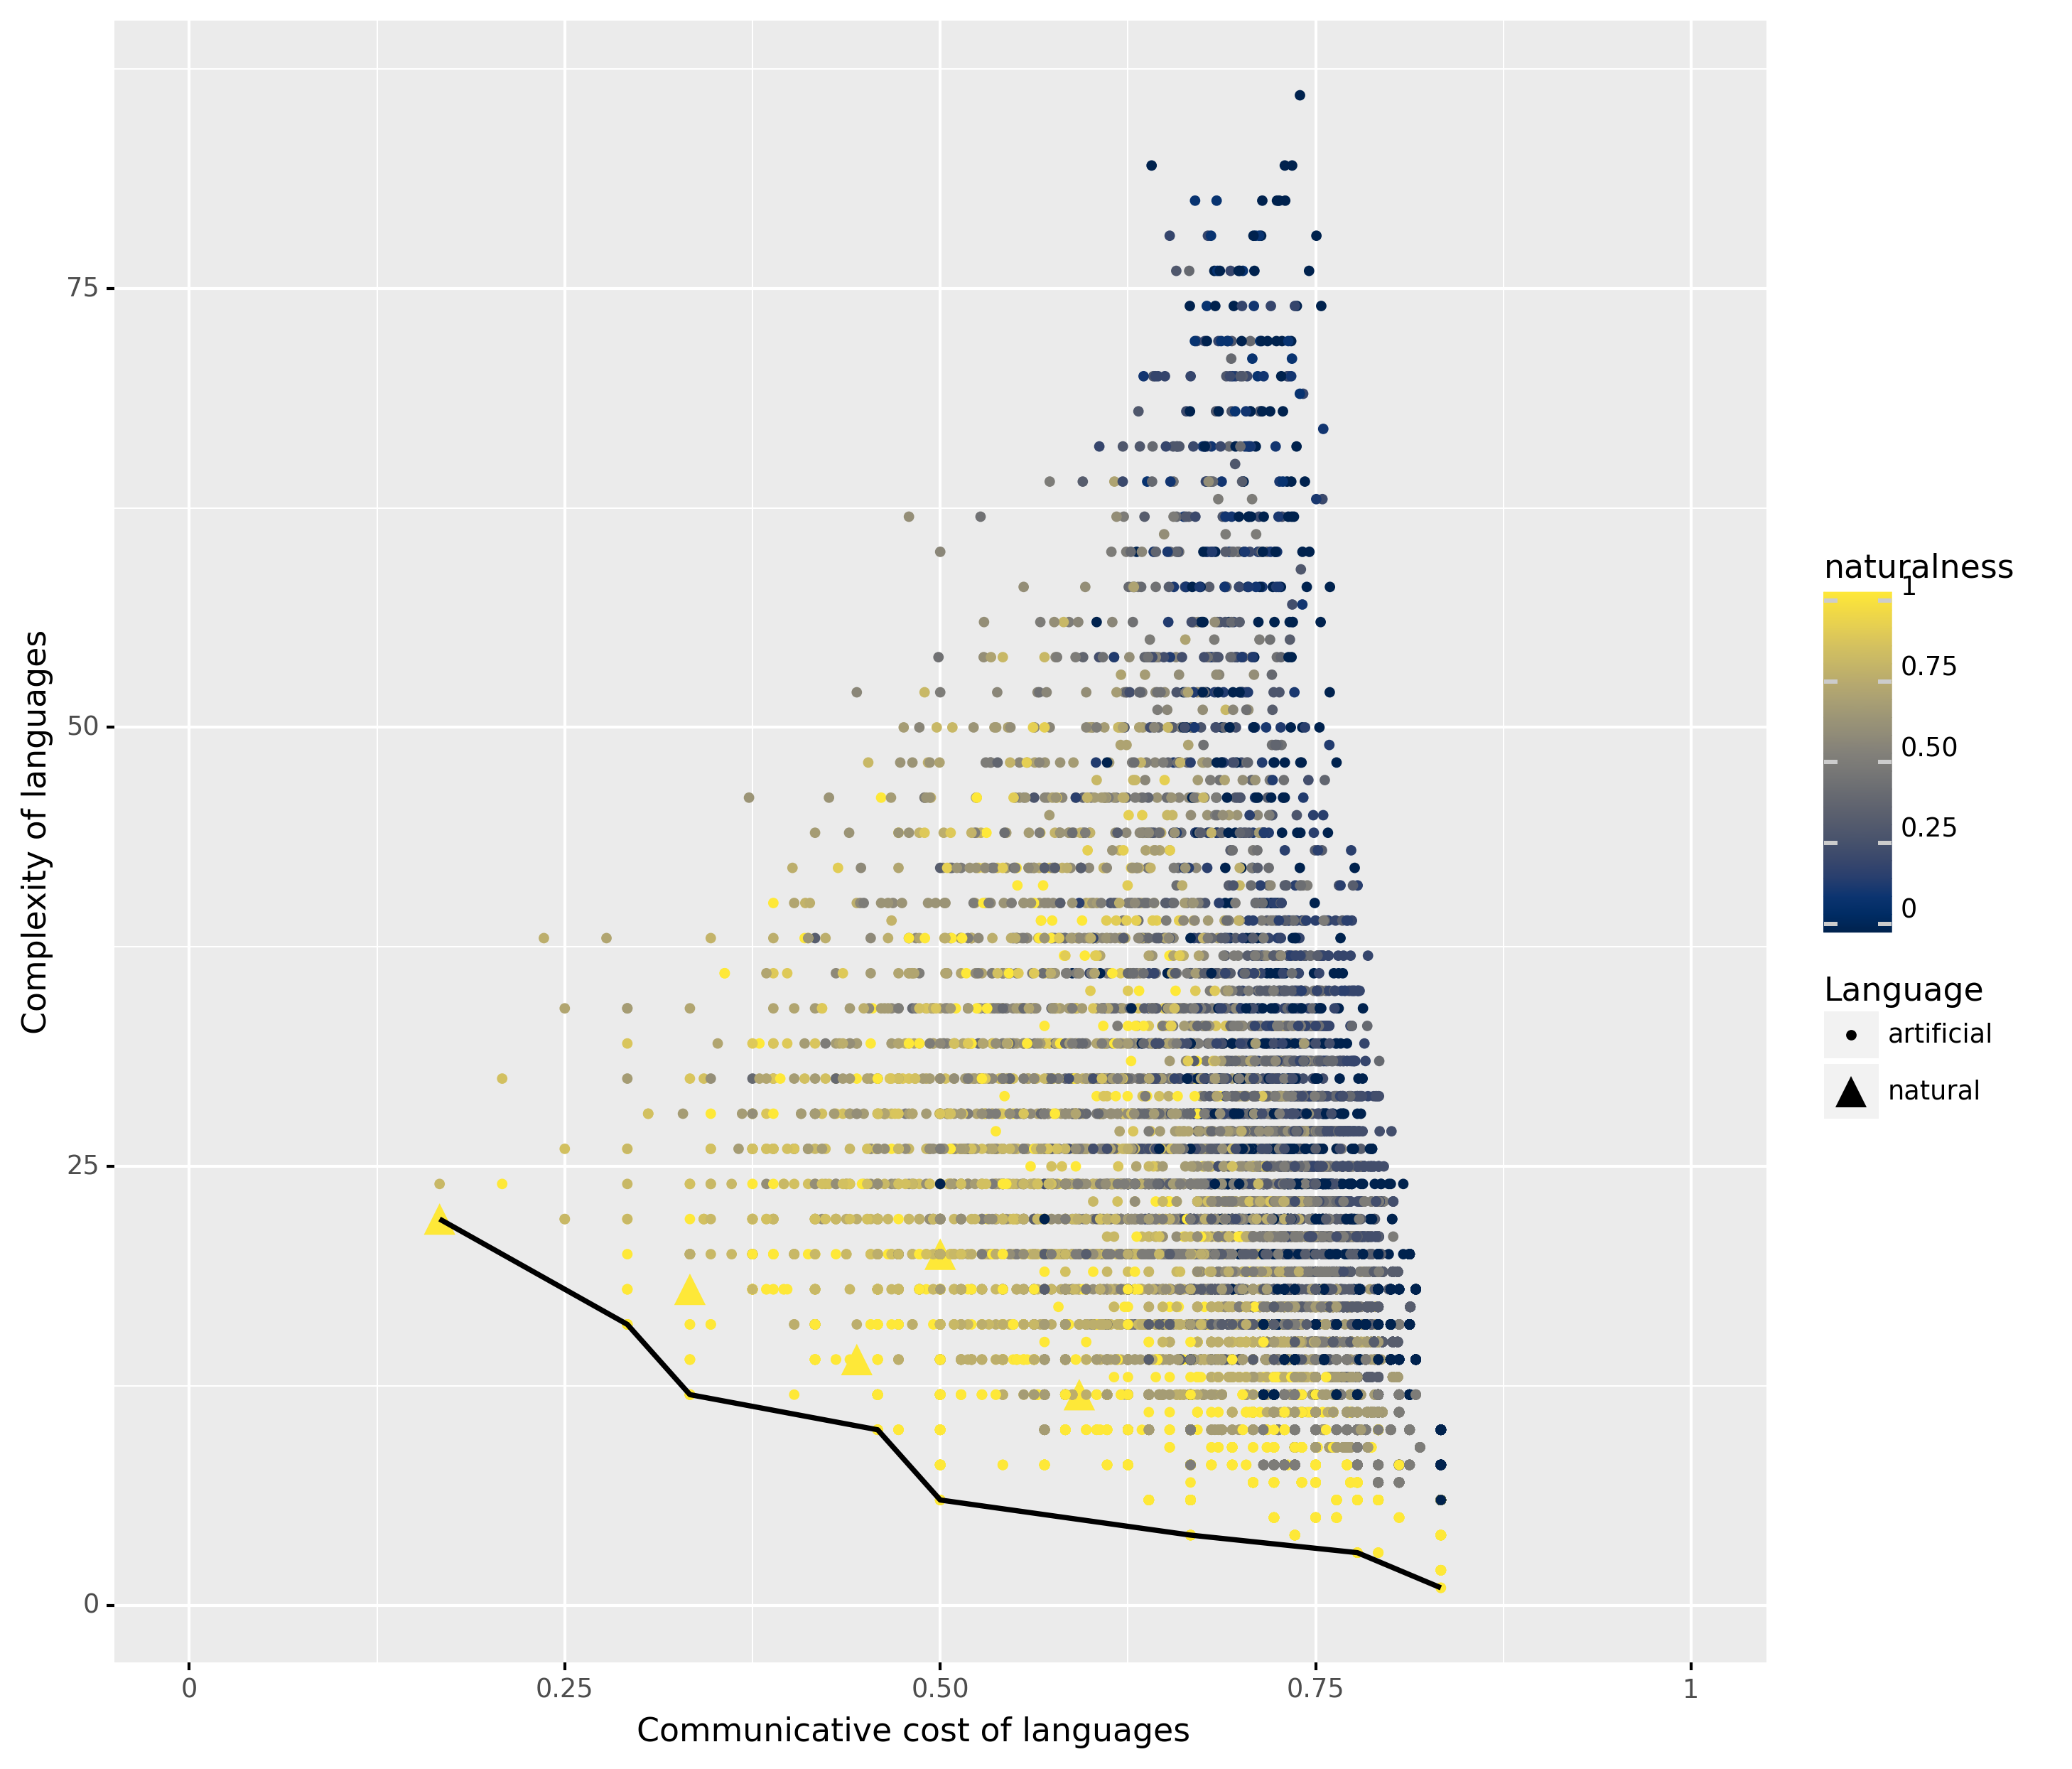 Complexity of languages
75
50
25
0
0
0.25
0.50
0.75
1
Communicative cost of languages
naturalness
1
0.75
0.50
0.25
0
Language
artificial
natural